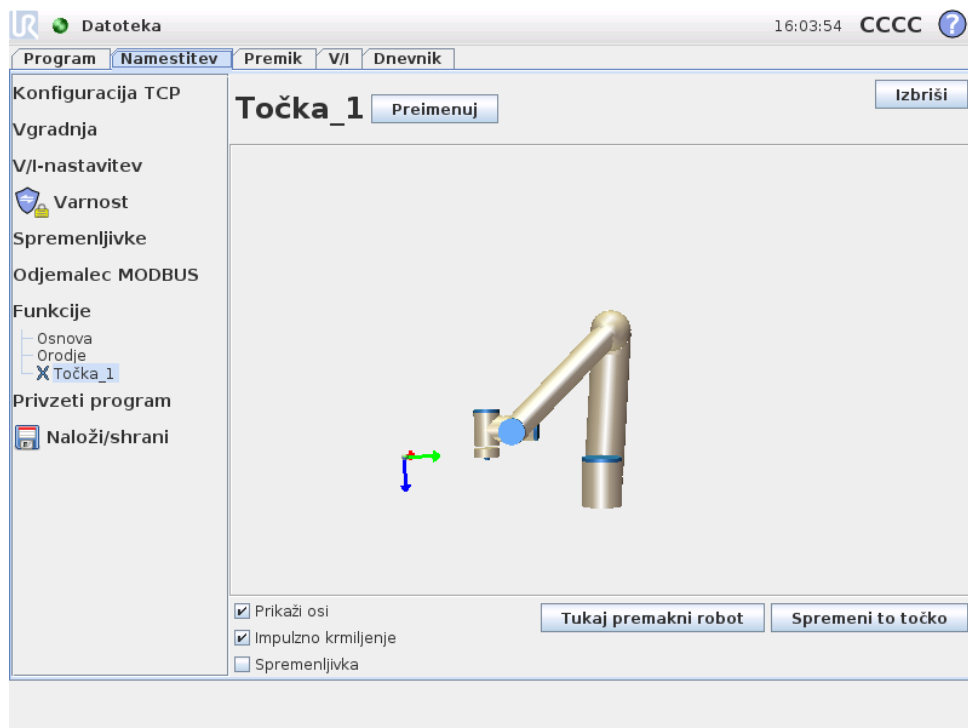 UR Datoteka 16:03:54 CCCC ?
Program Namestitev Premik V/I Dnevnik
Konfiguracija TCP
Vgradnja
V/I-nastavitev
Varnost
Spremenljivke
Odjemalec MODBUS
Funkcije
Osnova
Orodje
Točka_1
Privzeti program
Naloži/shrani
Točka_1 Preimenuj Izbriši
Prikaži osi
Impulzno krmiljenje
Spremenljivka
Tukaj premakni robot Spremeni to točko